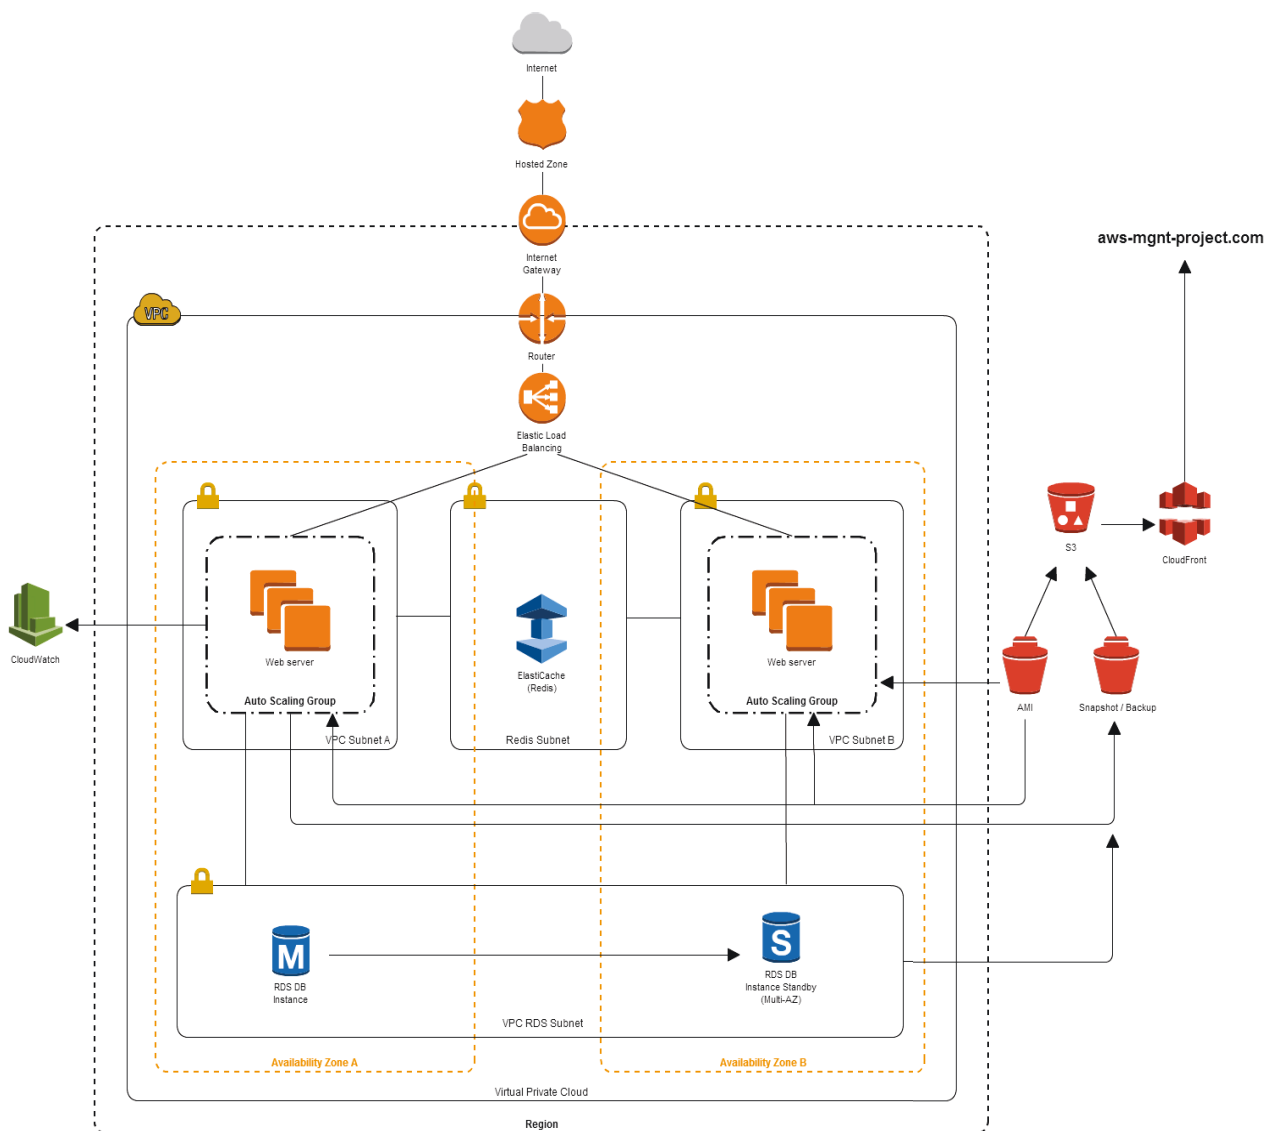 Internet
Hosted Zone
Internet
Gateway
aws-mgnt-project.com
VPC
Router
Elastic Load
Balancing
S3
CloudFront
CloudWatch
Web server
Auto Scaling Group
VPC Subnet A
ElastiCache
(Redis)
Redis Subnet
Web server
Auto Scaling Group
VPC Subnet B
AMI
Snapshot / Backup
M
RDS DB
Instance
S
RDS DB
Instance Standby
(Multi-AZ)
VPC RDS Subnet
Availability Zone A
Availability Zone B
Virtual Private Cloud
Region